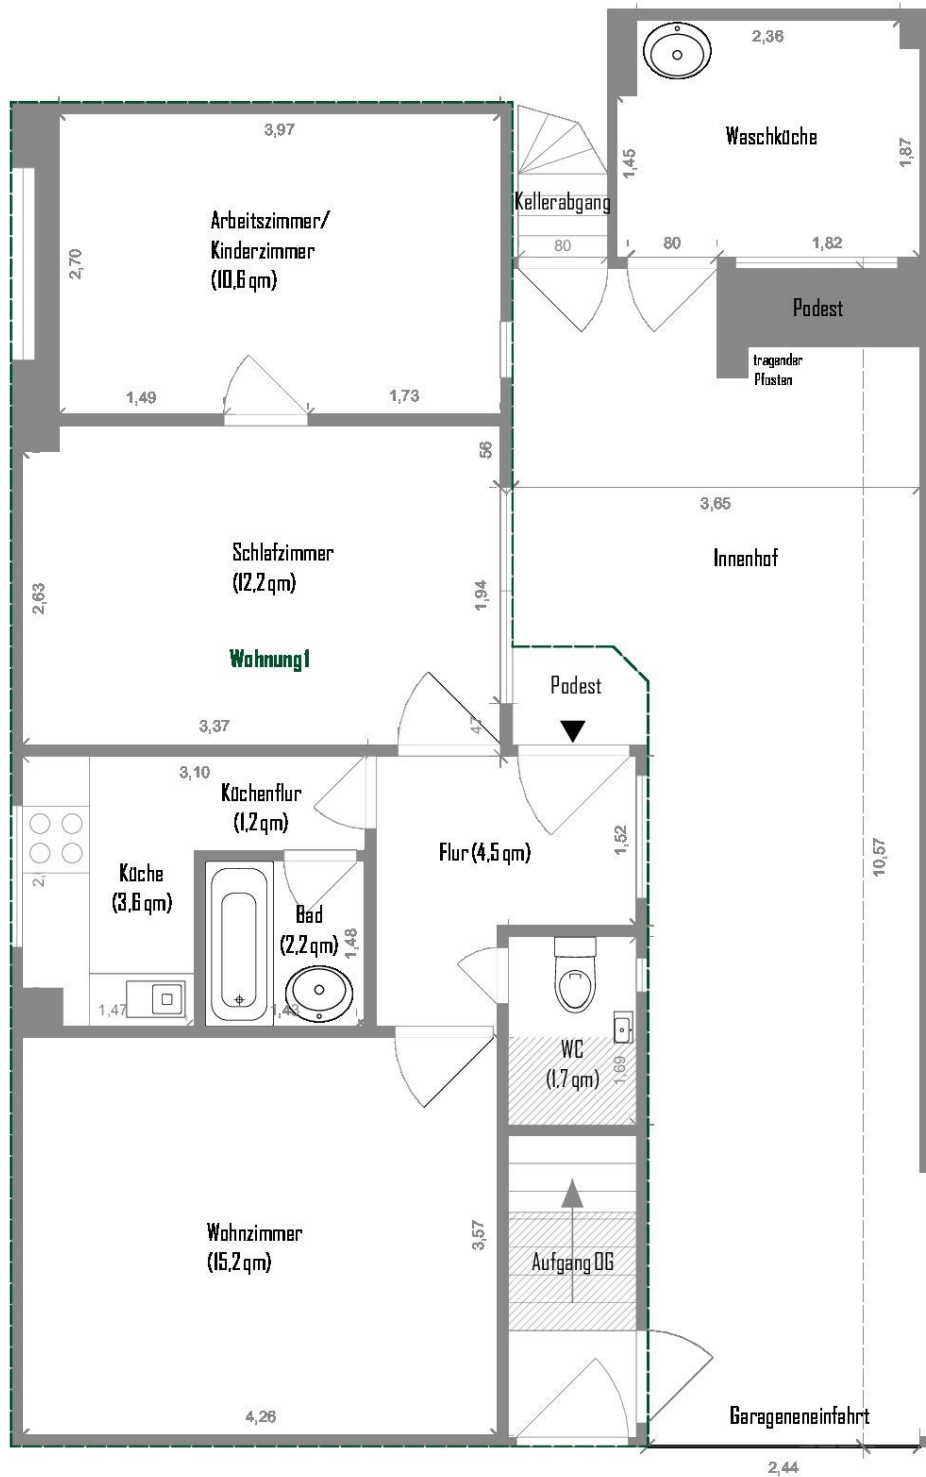 2,36
Waschküche
1,45
1,87
3,97
Kellerabgang
80
80
1,82
Arbeitszimmer/
Kinderzimmer
(10,6 qm)
2,70
Podest
tragender
Pfosten
1,49
1,73
56
3,65
Schlafzimmer
(12,2 qm)
2,63
1,94
Innenhof
Wohnung1
Podest
3,37
47
3,10
Küchenflur
(1,2 qm)
Flur (4,5 qm)
1,52
10,57
Küche
(3,6 qm)
Bad
(2,2 qm)
1,48
1,47
1,43
WC
(1,7 qm)
1,69
Wohnzimmer
(15,2 qm)
3,57
Aufgang OG
4,26
Garageneneinfahrt
2,44